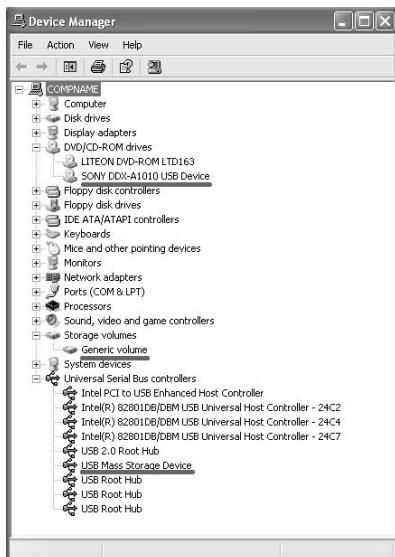 Device Manager
File Action View Help
COMPNAME
Computer
Disk drives
Display adapters
DVD/CD-ROM drives
LITEON DVD-ROM LTD163
SONY DDX-A1010 USB Device
Floppy disk controllers
Floppy disk drives
IDE ATA/ATAPI controllers
Keyboards
Mice and other pointing devices
Monitors
Network adapters
Ports (COM & LPT)
Processors
Sound, video and game controllers
Storage volumes
Generic volume
System devices
Universal Serial Bus controllers
Intel PCI to USB Enhanced Host Controller
Intel(R) 82801DB/DBM USB Universal Host Controller - 24C2
Intel(R) 82801DB/DBM USB Universal Host Controller - 24C4
Intel(R) 82801DB/DBM USB Universal Host Controller - 24C7
USB 2.0 Root Hub
USB Mass Storage Device
USB Root Hub
USB Root Hub
USB Root Hub